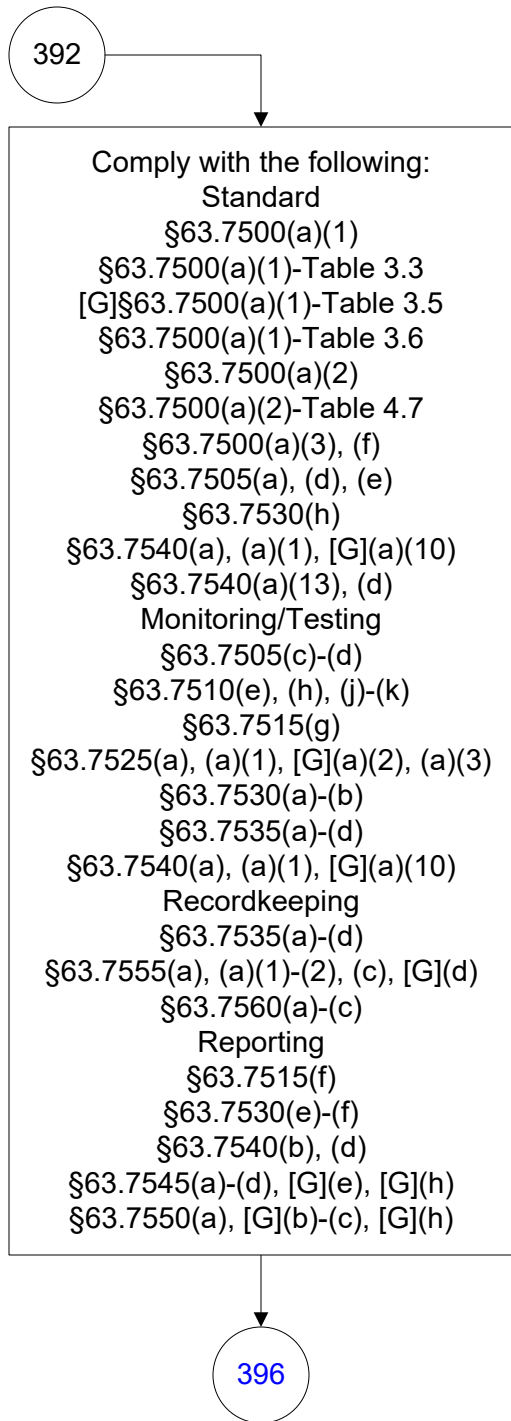 392
Comply with the following:
Standard
§63.7500(a)(1)
§63.7500(a)(1)-Table 3.3
[G]§63.7500(a)(1)-Table 3.5
§63.7500(a)(1)-Table 3.6
§63.7500(a)(2)
§63.7500(a)(2)-Table 4.7
§63.7500(a)(3), (f)
§63.7505(a), (d), (e)
§63.7530(h)
§63.7540(a), (a)(1), [G](a)(10)
§63.7540(a)(13), (d)
Monitoring/Testing
§63.7505(c)-(d)
§63.7510(e), (h), (j)-(k)
§63.7515(g)
§63.7525(a), (a)(1), [G](a)(2), (a)(3)
§63.7530(a)-(b)
§63.7535(a)-(d)
§63.7540(a), (a)(1), [G](a)(10)
Recordkeeping
§63.7535(a)-(d)
§63.7555(a), (a)(1)-(2), (c), [G](d)
§63.7560(a)-(c)
Reporting
§63.7515(f)
§63.7530(e)-(f)
§63.7540(b), (d)
§63.7545(a)-(d), [G](e), [G](h)
§63.7550(a), [G](b)-(c), [G](h)
396